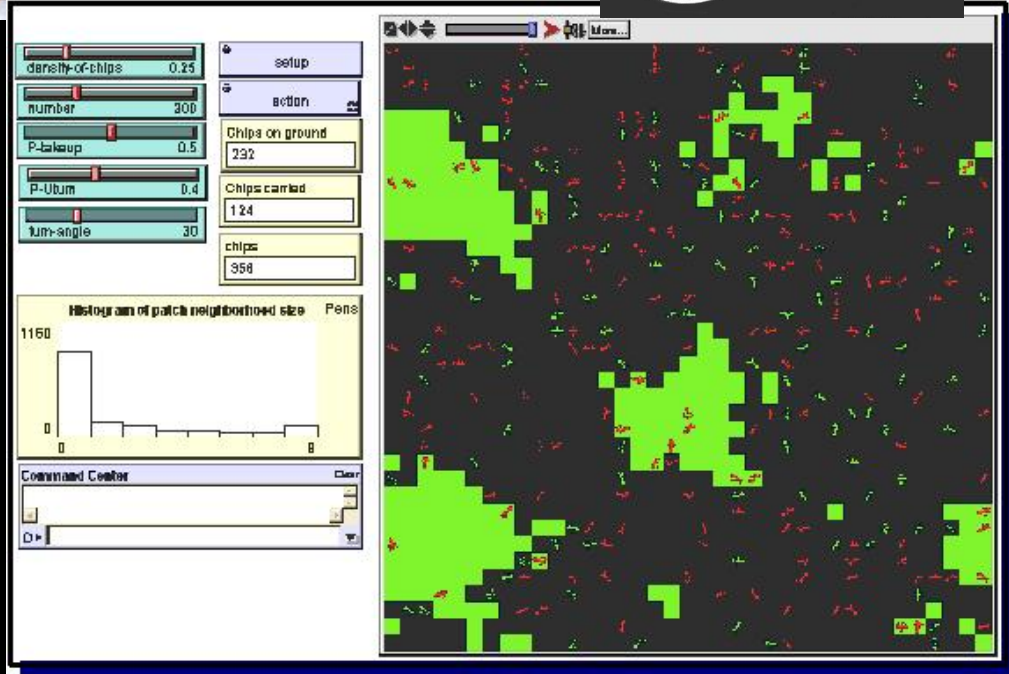 density-of-chips 0.25
number 300
P-takeup 0.5
P-Uturn 0.4
turn-angle 30
setup
action
Chips on ground
232
Chips carried
124
chips
356
Histogram of patch neighborhood size Pens
1160
0
0
Command Center Clear
O>
More...